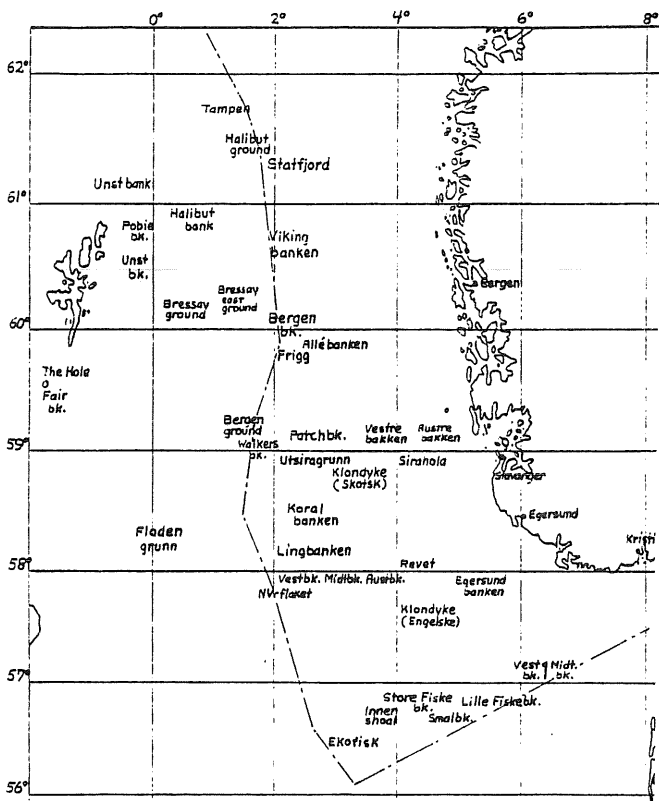 0° 2° 4° 6° 8°
62°
Tampen
Halibut
ground
Statfjord
Unst bank
61°
Halibut
bank
Pobie
bk.
Viking
banken
Unst
bk.
Bergen
Bressay
ground
Bressay
east
ground
Bergen
bk.
60°
Allébanken
Frigg
The Hole
o
Fair
bk.
Bergen
ground
Walkers
bk.
Patchbk.
Vestre
bakken
Austre
bakken
59°
Utsiragrunn
Sirahola
Klondyke
(Skotsk)
Stavanger
Koral
banken
Egersund
Fladen
grunn
Lingbanken
Kristi
Revet
58°
Vestbk. Midtbk. Austbk.
Egersund
banken
Klondyke
(Engelske)
Vest
bk.
Midt.
bk.
57°
Store Fiske
bk.
Lille Fiskebk.
Inner
shoal
Smalbk.
Ekofisk
56°